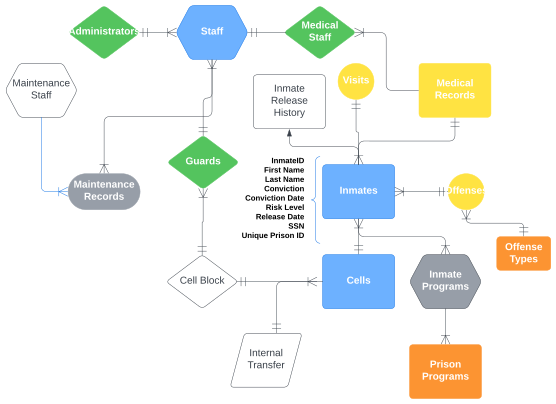 Administrators
Staff
Medical
Staff
Maintenance
Staff
Inmate
Release
History
Visits
Medical
Records
Guards
Maintenance
Records
InmateID
First Name
Last Name
Conviction
Conviction Date
Risk Level
Release Date
SSN
Unique Prison ID
Inmates
Offenses
Offense
Types
Cell Block
Cells
Inmate
Programs
Internal
Transfer
Prison
Programs